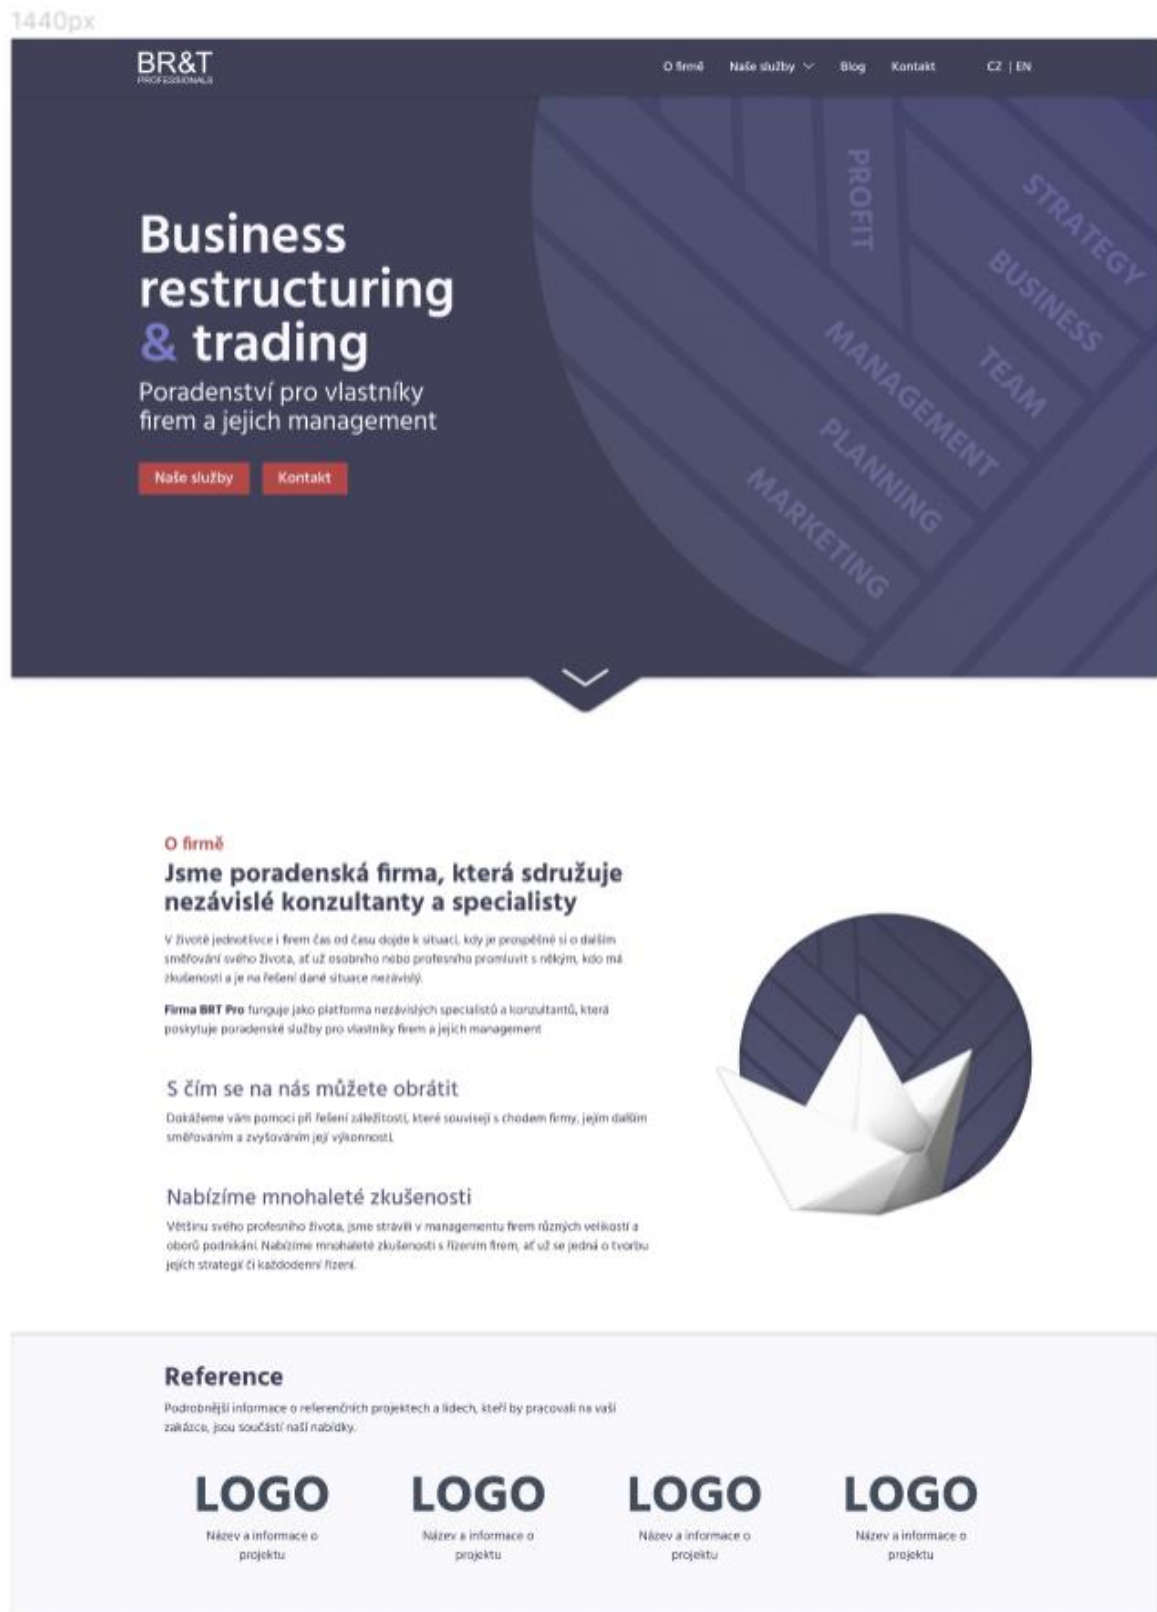 1440px
BR&T
PROFESSIONALS
O firmě
Naše služby
Blog
Kontakt
CZ | EN
Business
restructuring
& trading
Poradenství pro vlastníky
firem a jejich management
Naše služby
Kontakt
PROFIT
STRATEGY
BUSINESS
TEAM
MANAGEMENT
PLANNING
MARKETING
O firmě
Jsme poradenská firma, která sdružuje
nezávislé konzultanty a specialisty
V životě jednotlivce i firem čas od času dojde k situaci, kdy je prospěšné si o dalším
směřování svého života, ať už osobního nebo profesního promluvit s někým, kdo má
zkušenosti a je na řešení dané situace nezávislý.
Firma BRT Pro funguje jako platforma nezávislých specialistů a konzultantů, která
poskytuje poradenské služby pro vlastníky firem a jejich management
S čím se na nás můžete obrátit
Dokážeme vám pomoci při řešení záležitostí, které souvisejí s chodem firmy, jejím dalším
směřováním a zvyšováním její výkonnosti.
Nabízíme mnohaleté zkušenosti
Většinu svého profesního života, jsme strávili v managementu firem různých velikostí a
oborů podnikání. Nabízíme mnohaleté zkušenosti s řízením firem, ať už se jedná o tvorbu
jejích strategií či každodenní řízení.
Reference
Podrobnější informace o referenčních projektech a lidech, kteří by pracovali na vaší
zakázce, jsou součástí naší nabídky.
LOGO LOGO LOGO LOGO
Název a informace o
projektu
Název a informace o
projektu
Název a informace o
projektu
Název a informace o
projektu